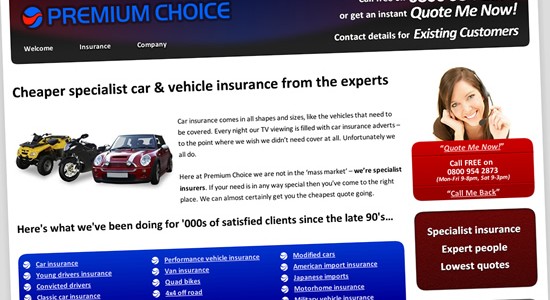 PREMIUM CHOICE
or get an instant Quote Me Now!
Contact details for Existing Customers
Welcome
Insurance
Company
Cheaper specialist car & vehicle insurance from the experts
Car insurance comes in all shapes and sizes, like the vehicles that need to
be covered. Every night our TV viewing is filled with car insurance adverts –
to the point where we wish we didn't need cover at all. Unfortunately we
all do.
Here at Premium Choice we are not in the 'mass market' – we're specialist
insurers. If your need is in any way special then you've come to the right
place. We can almost certainly get you the cheapest quote going.
"Quote Me Now!"
Call FREE on
0800 954 2873
(Mon-Fri 9-8pm, Sat 9-3pm)
"Call Me Back"
Here's what we've been doing for '000s of satisfied clients since the late 90's...
Car insurance
Young drivers insurance
Convicted drivers
Classic car insurance
Performance vehicle insurance
Van insurance
Quad bikes
4x4 off road
Modified cars
American import insurance
Japanese imports
Motorhome insurance
Military vehicle insurance
Specialist insurance
Expert people
Lowest quotes